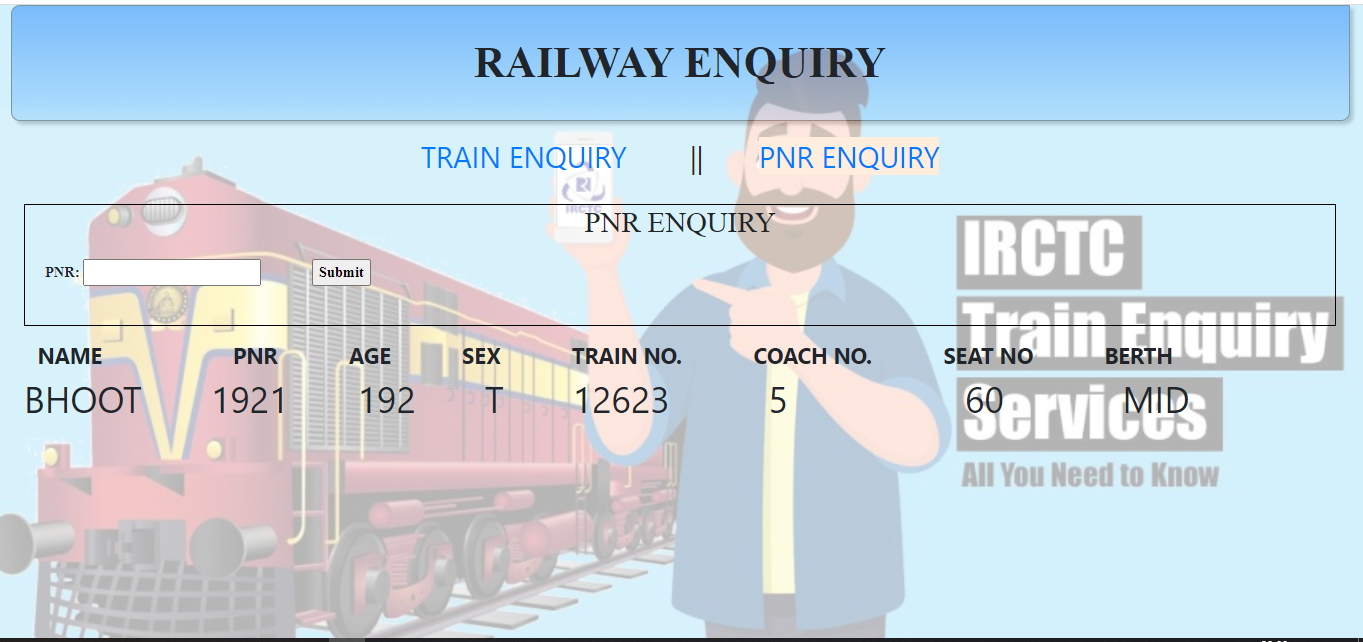 RAILWAY ENQUIRY
TRAIN ENQUIRY || PNR ENQUIRY
IRCTC
PNR ENQUIRY
IRCTC
PNR: Submit
Train Enquiry
NAME PNR AGE SEX TRAIN NO. COACH NO. SEAT NO BERTH
BHOOT 1921 192 T 12623 5 60 MID
Services
All You Need to Know